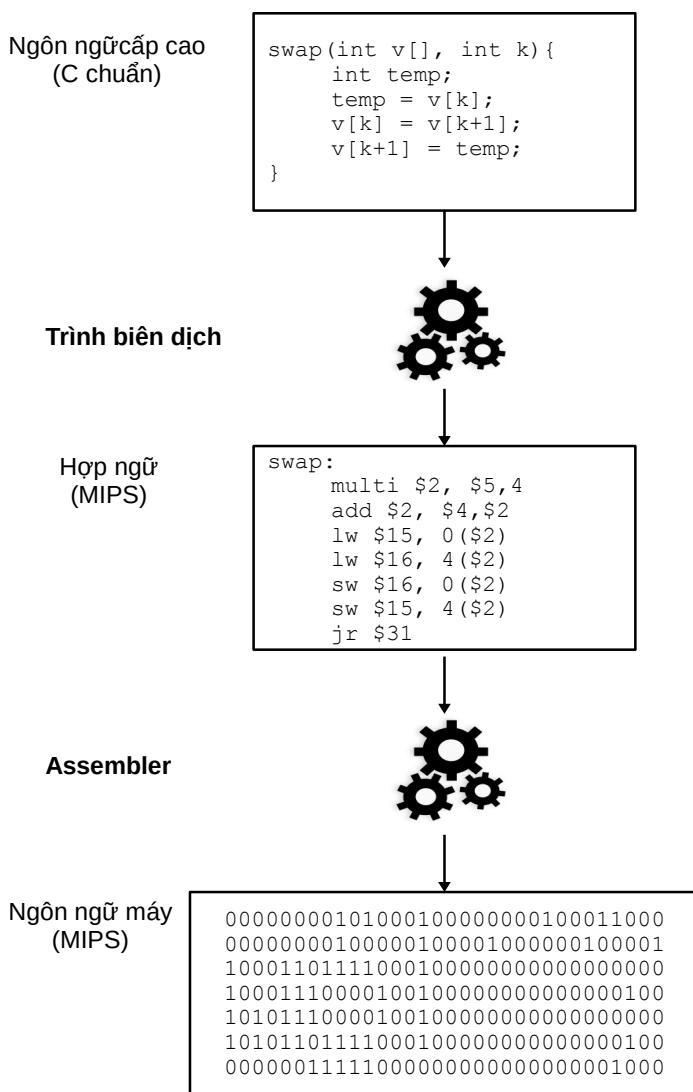 Ngôn ngữcấp cao
(C chuẩn)
swap(int v[], int k){
int temp;
temp = v[k];
v[k] = v[k+1];
v[k+1] = temp;
}
Trình biên dịch
Hợp ngữ
(MIPS)
swap:
multi $2, $5,4
add $2, $4,$2
lw $15, 0($2)
lw $16, 4($2)
sw $16, 0($2)
sw $15, 4($2)
jr $31
Assembler
Ngôn ngữ máy
(MIPS)
00000000101000100000000100011000
00000000100000100001000000100001
10001101111000100000000000000000
10001110000100100000000000000100
10101110000100100000000000000000
10101101111000100000000000000100
00000011111000000000000000001000